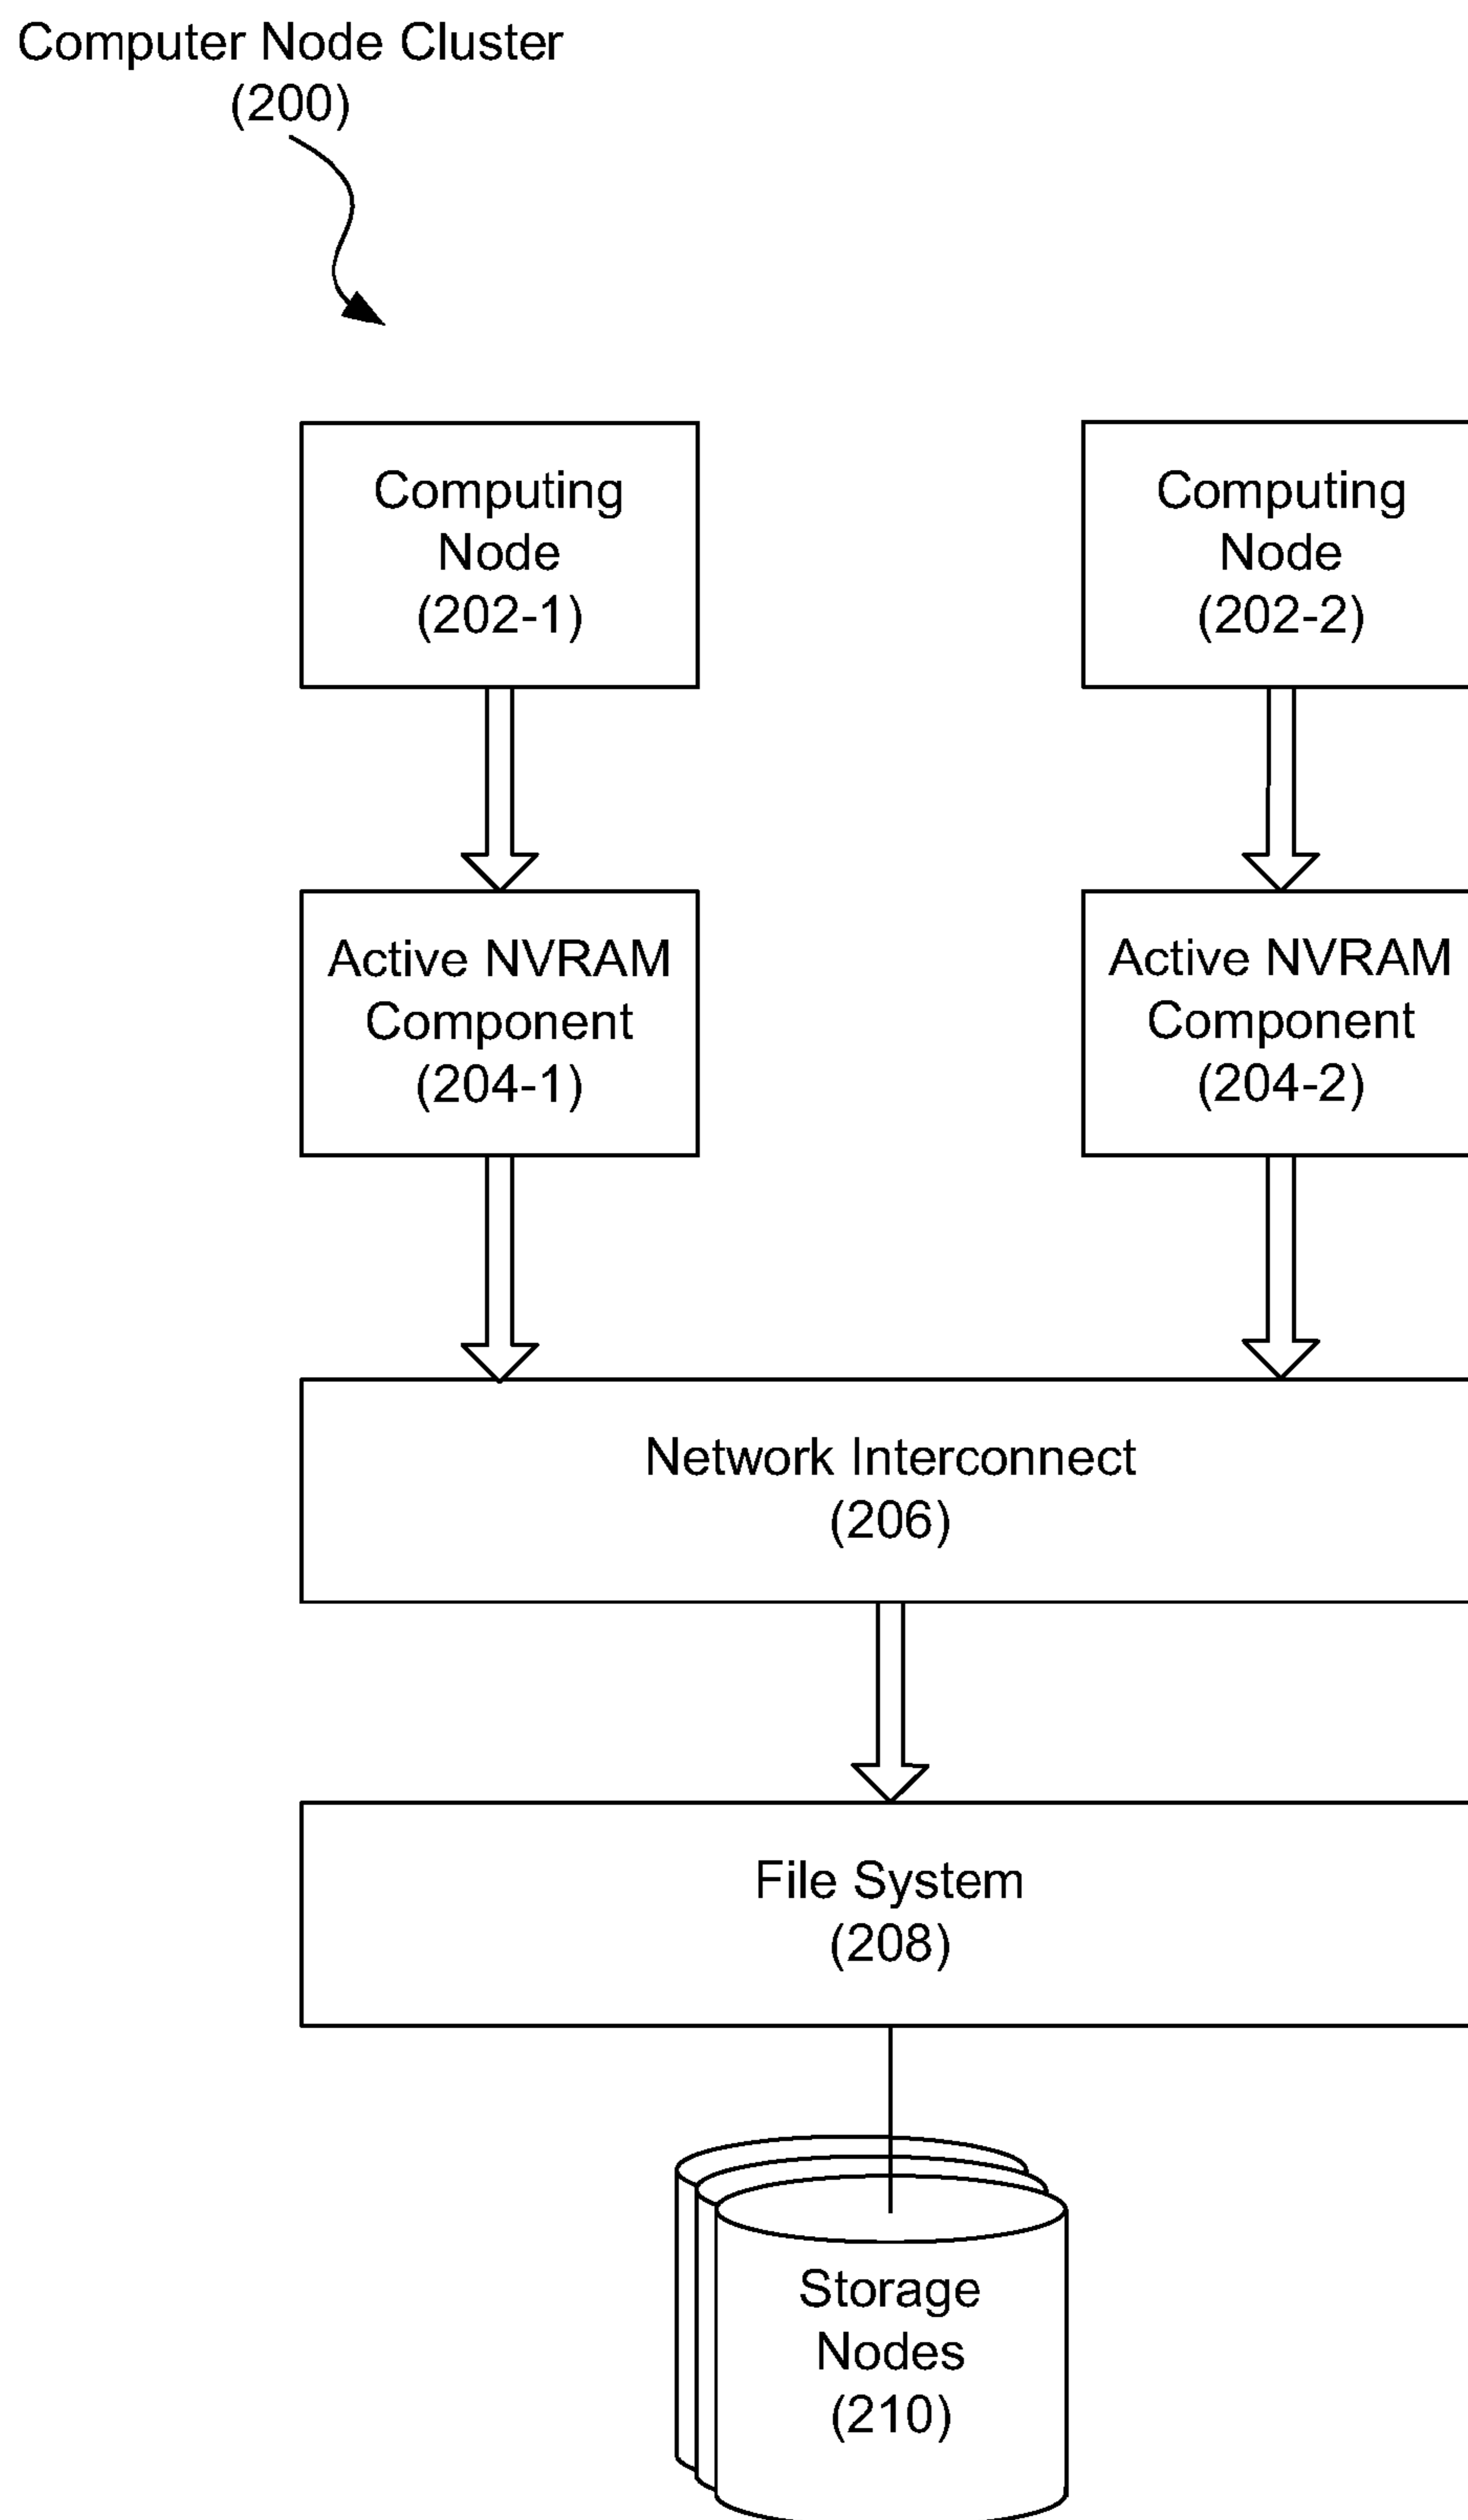 Computer Node Cluster
(200)
Computing
Node
(202-1)
Computing
Node
(202-2)
Active NVRAM
Component
(204-1)
Active NVRAM
Component
(204-2)
Network Interconnect
(206)
File System
(208)
Storage
Nodes
(210)